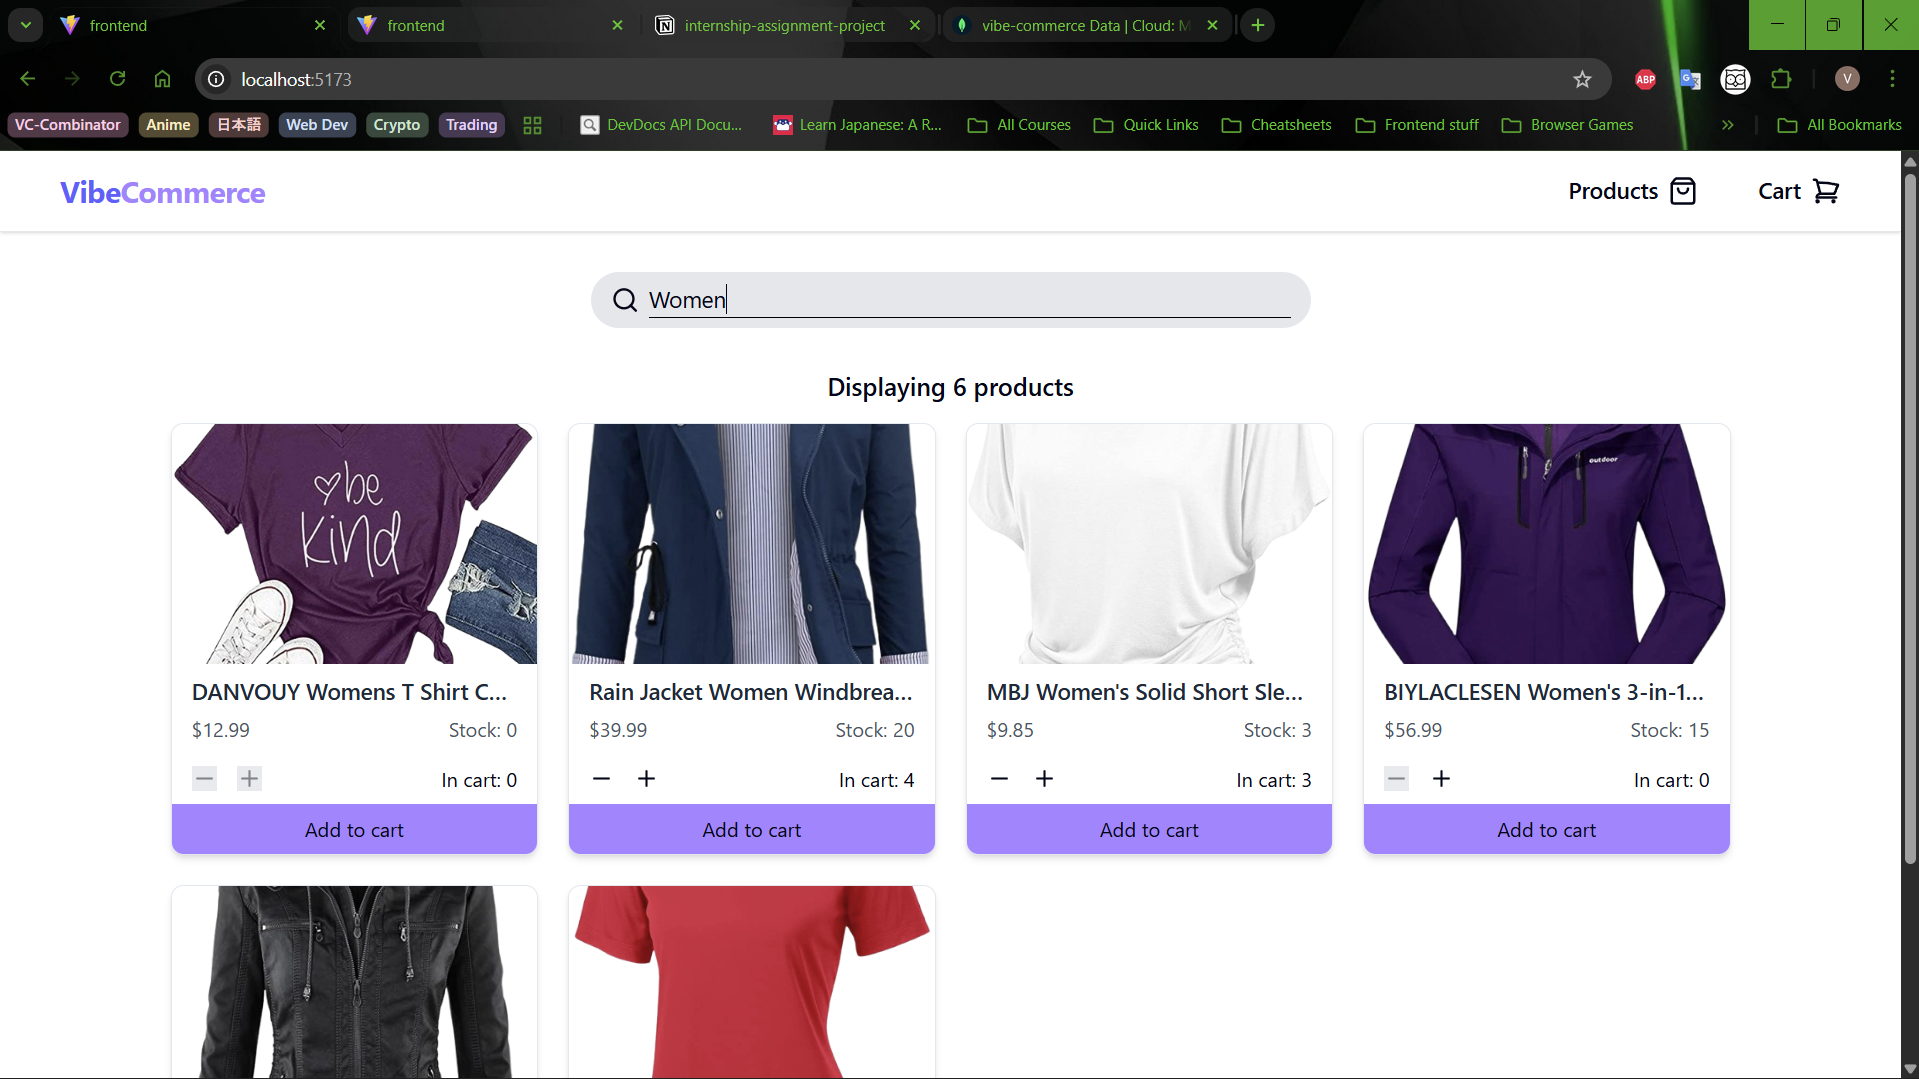 frontend
frontend
internship-assignment-project
vibe-commerce Data | Cloud: M
localhost:5173
ABP
V
VC-Combinator
Anime
日本語
Web Dev
Crypto
Trading
DevDocs API Docu...
Learn Japanese: A R...
All Courses
Quick Links
Cheatsheets
Frontend stuff
Browser Games
All Bookmarks
VibeCommerce
Products
Cart
Women
Displaying 6 products
be
Kind
outdoor
DANVOUY Womens T Shirt C...
Rain Jacket Women Windbrea...
MBJ Women's Solid Short Sle...
BIYLACLESEN Women's 3-in-1...
$12.99 Stock: 0
$39.99 Stock: 20
$9.85 Stock: 3
$56.99 Stock: 15
In cart: 0
In cart: 4
In cart: 3
In cart: 0
Add to cart
Add to cart
Add to cart
Add to cart